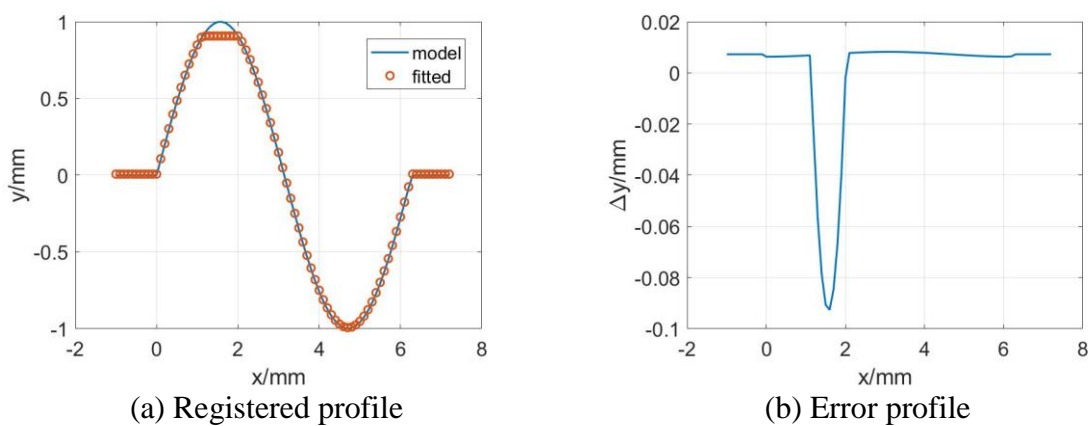 1
0.5
0
-0.5
-1
y/mm
-2 0 2 4 6 8
x/mm
model
fitted
(a) Registered profile
0.02
0
-0.02
-0.04
-0.06
-0.08
-0.1
Δy/mm
-2 0 2 4 6 8
x/mm
(b) Error profile